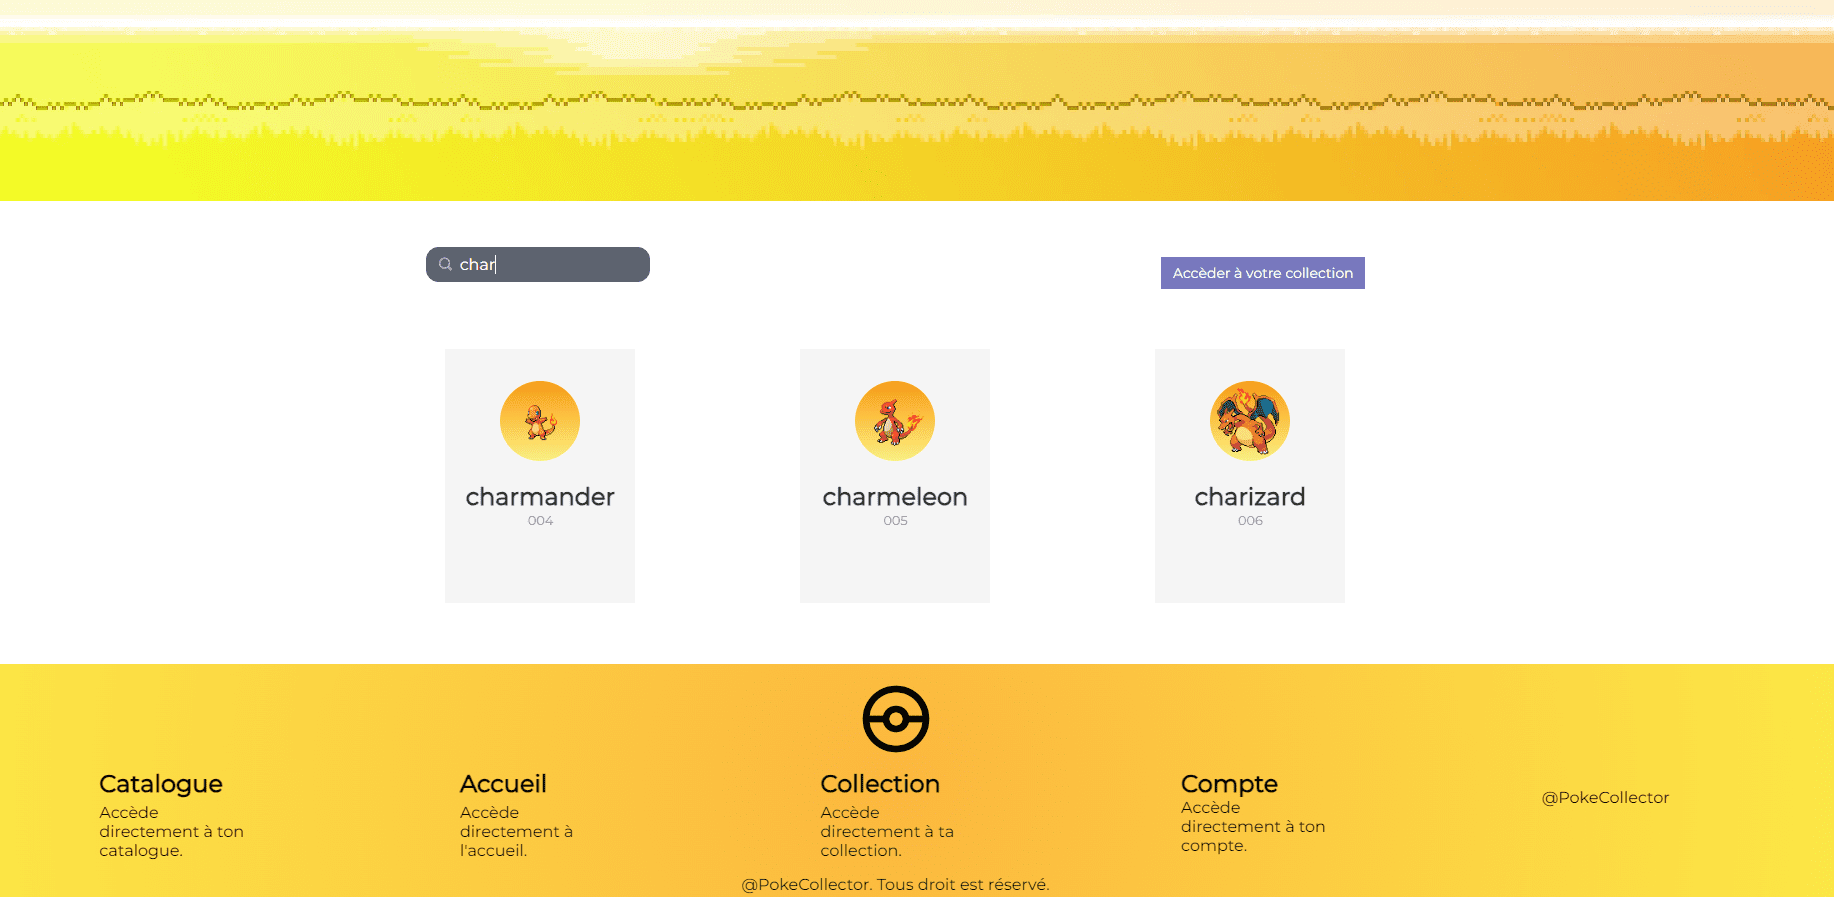 char
Accèder à votre collection
charmander
004
charmeleon
005
charizard
006
Catalogue
Accède
directement à ton
catalogue.
Accueil
Accède
directement à
l'accueil.
Collection
Accède
directement à ta
collection.
Compte
Accède
directement à ton
compte.
@PokeCollector
@PokeCollector. Tous droit est réservé.